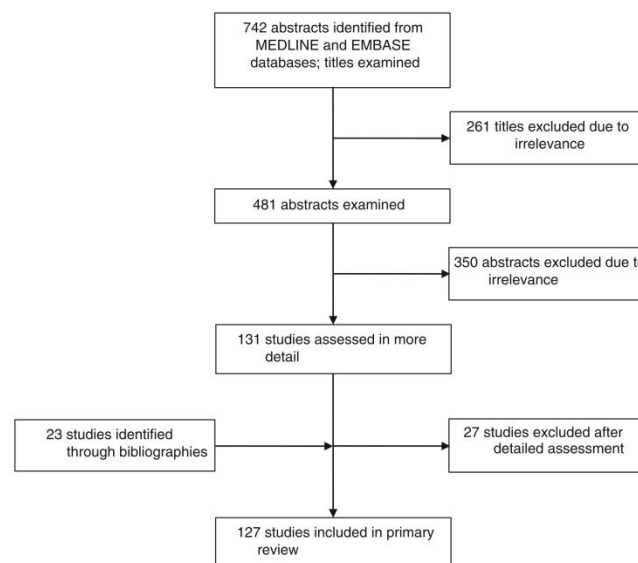 742 abstracts identified from
MEDLINE and EMBASE
databases; titles examined
261 titles excluded due to
irrelevance
481 abstracts examined
350 abstracts excluded due to
irrelevance
131 studies assessed in more
detail
23 studies identified
through bibliographies
27 studies excluded after
detailed assessment
127 studies included in primary
review